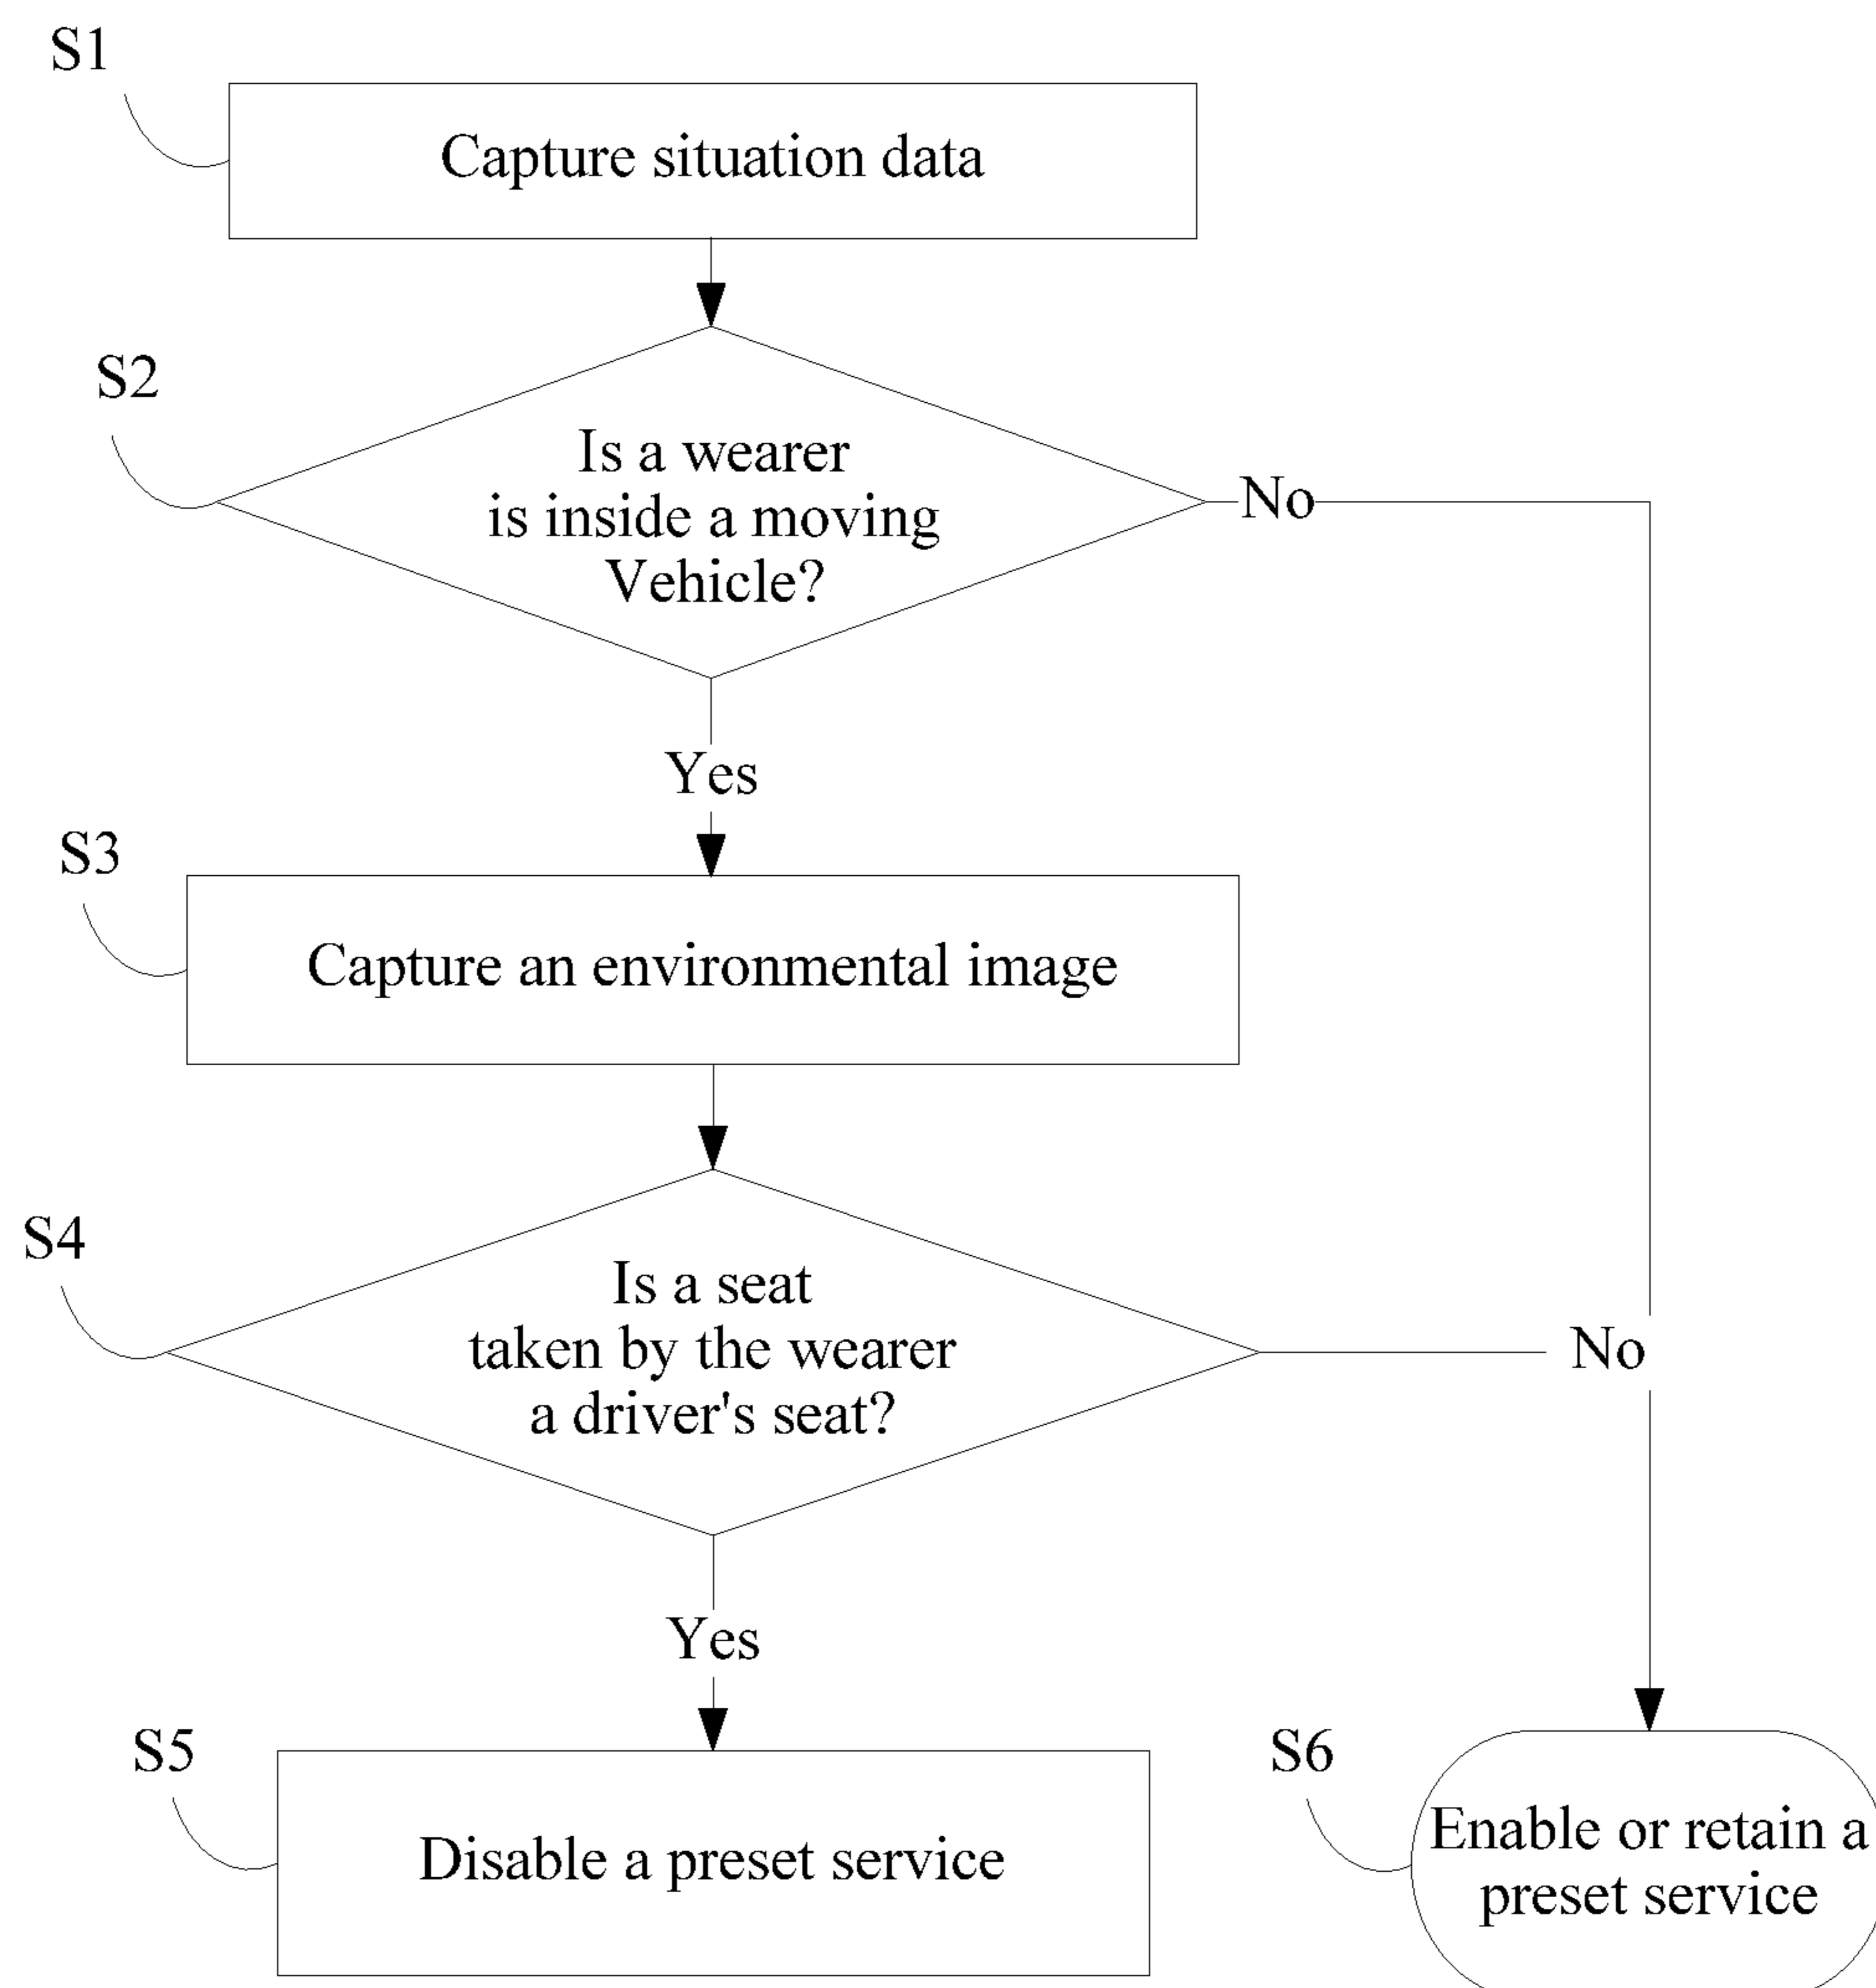 S1
Capture situation data
S2
Is a wearer
is inside a moving
Vehicle?
No
Yes
S3
Capture an environmental image
S4
Is a seat
taken by the wearer
a driver's seat?
No
Yes
S5
Disable a preset service
S6
Enable or retain a
preset service